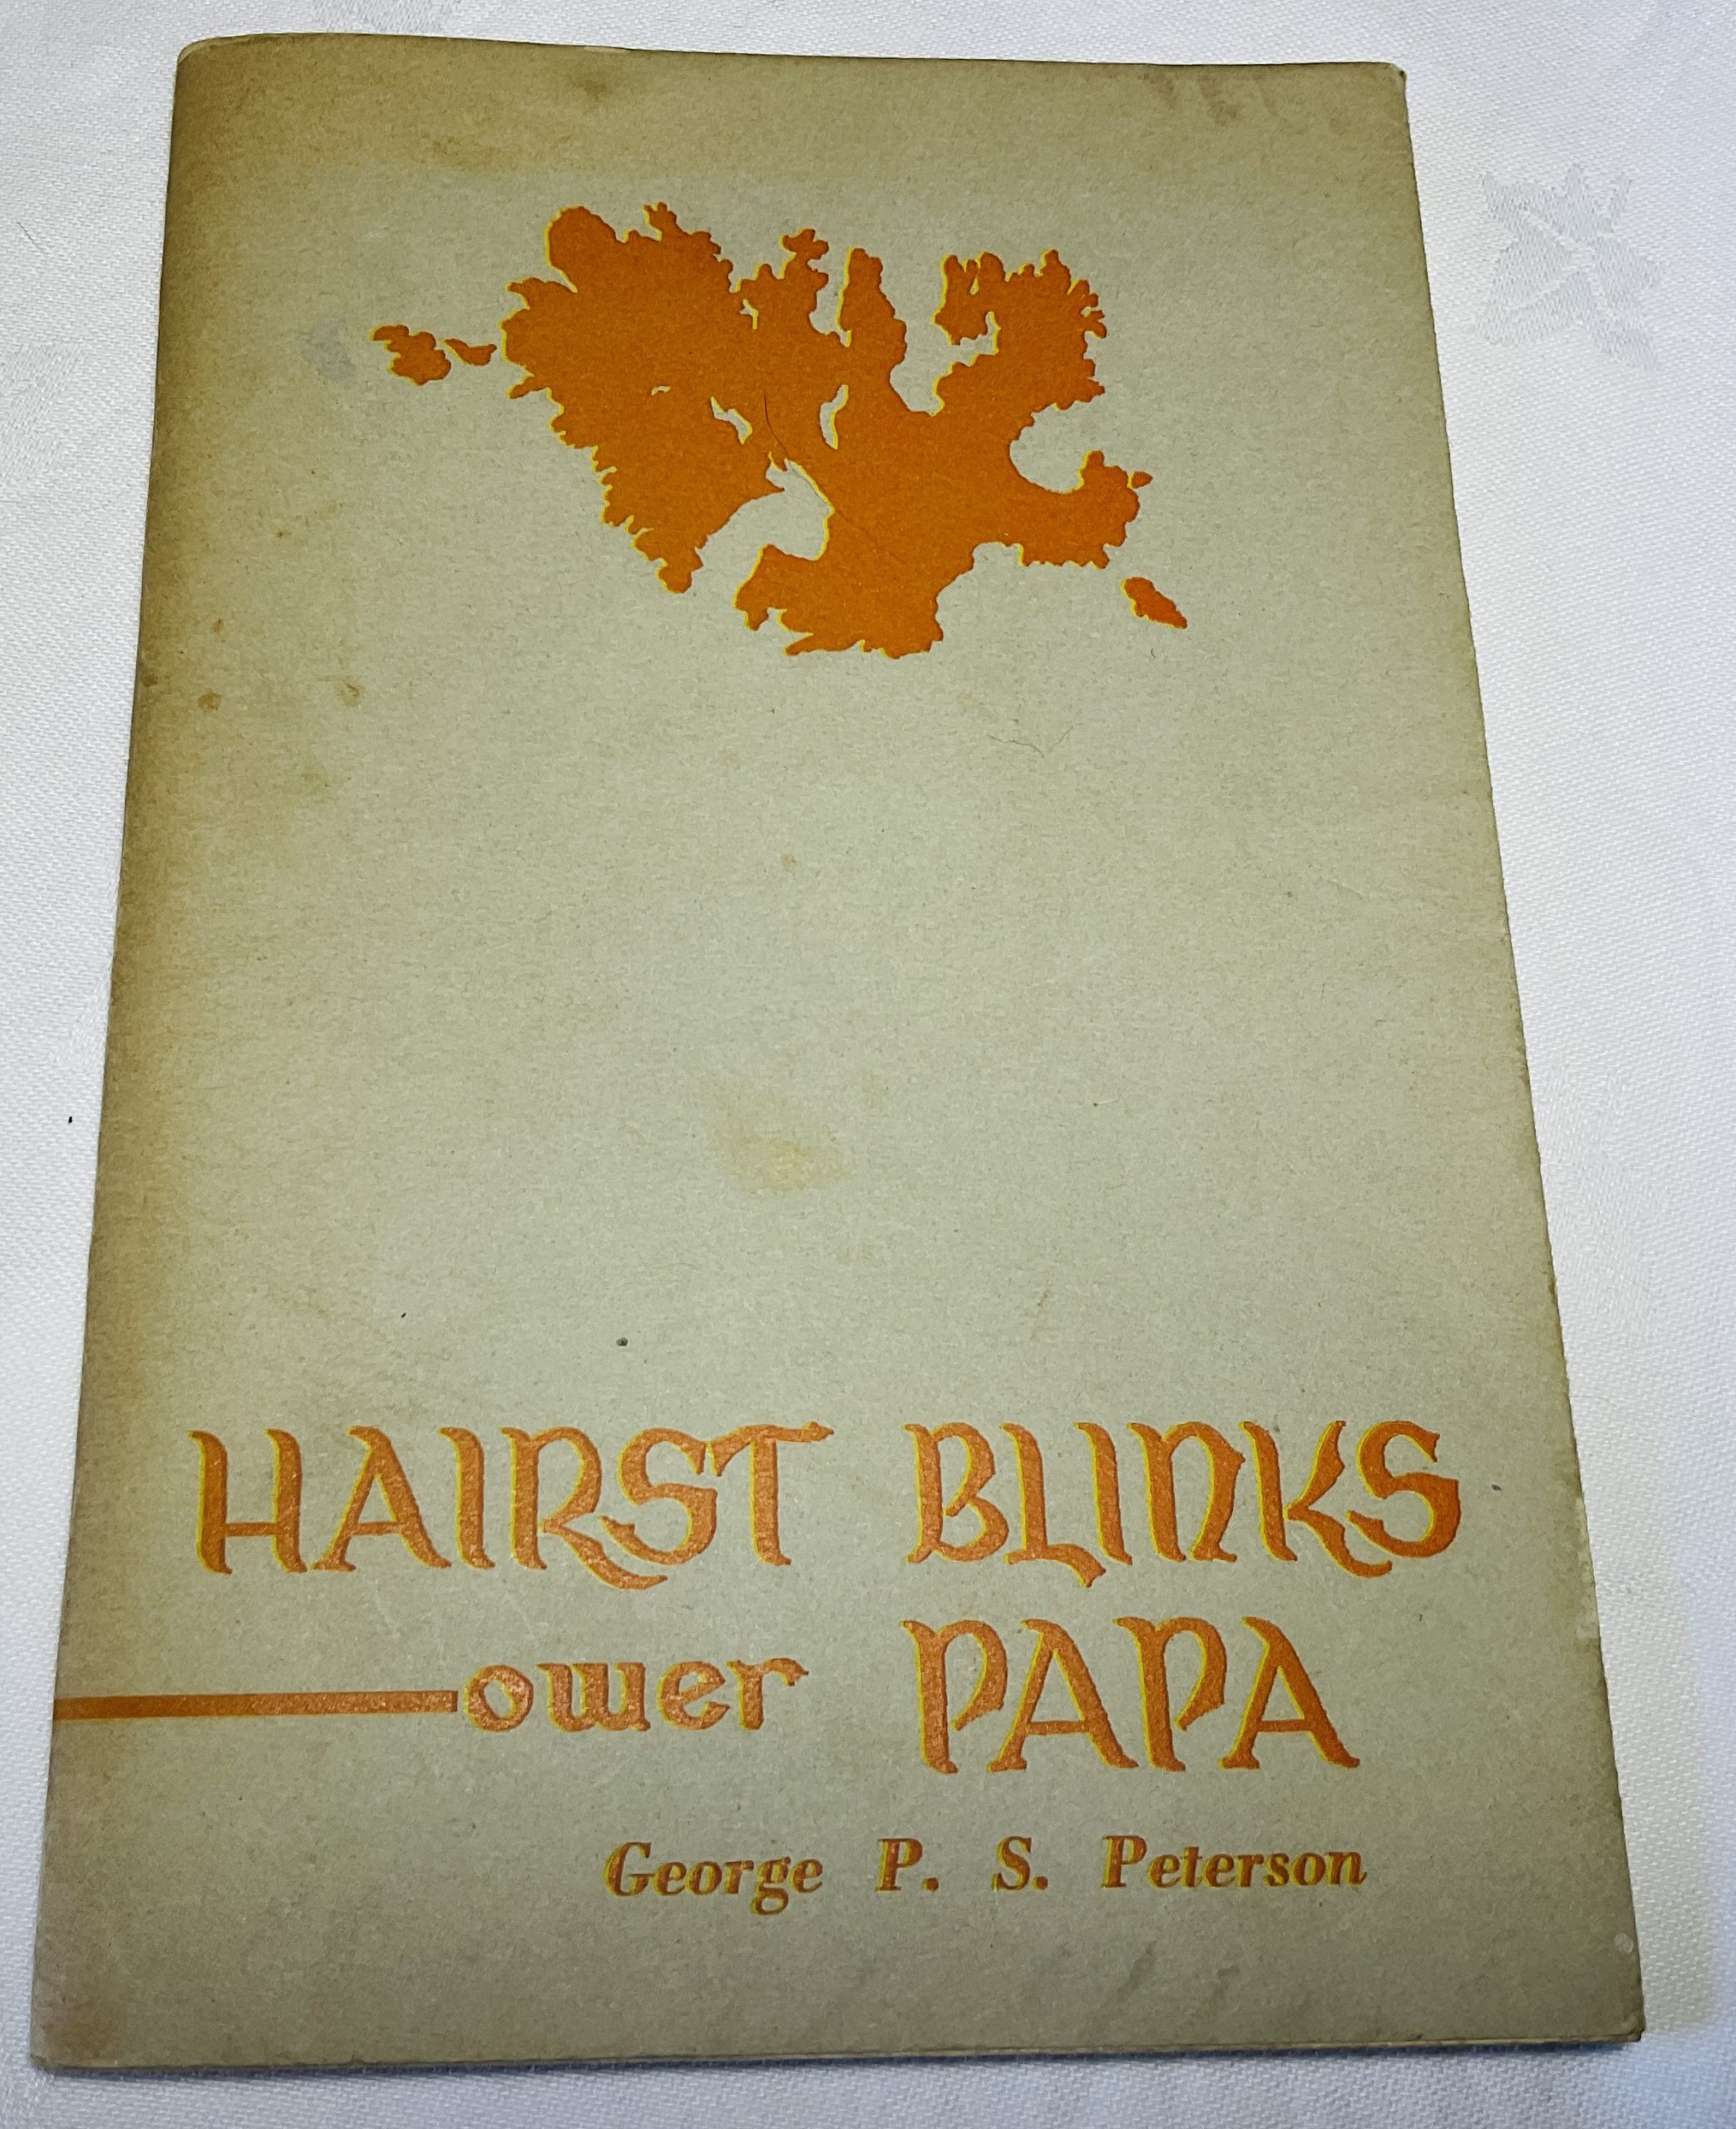 HAIRST BLINKS
ower PAPA
George P. S. Peterson